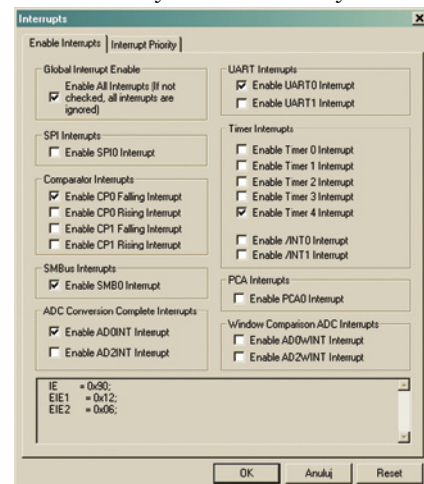 Interrupts
Enable Interrupts
Interrupt Priority
Global Interrupt Enable
Enable All Interrupts (If not
checked, all interrupts are
ignored)
SPI Interrupts
Enable SPI0 Interrupt
Comparator Interrupts
Enable CP0 Falling Interrupt
Enable CP0 Rising Interrupt
Enable CP1 Falling Interrupt
Enable CP1 Rising Interrupt
SMBus Interrupts
Enable SMB0 Interrupt
ADC Conversion Complete Interrupts
Enable AD0INT Interrupt
Enable AD2INT Interrupt
UART Interrupts
Enable UART0 Interrupt
Enable UART1 Interrupt
Timer Interrupts
Enable Timer 0 Interrupt
Enable Timer 1 Interrupt
Enable Timer 2 Interrupt
Enable Timer 3 Interrupt
Enable Timer 4 Interrupt
Enable /INT0 Interrupt
Enable /INT1 Interrupt
PCA Interrupts
Enable PCA0 Interrupt
Window Comparison ADC Interrupts
Enable AD0WINT Interrupt
Enable AD2WINT Interrupt
IE = 0x90;
EIE1 = 0x12;
EIE2 = 0x06;
OK
Anuluj
Reset